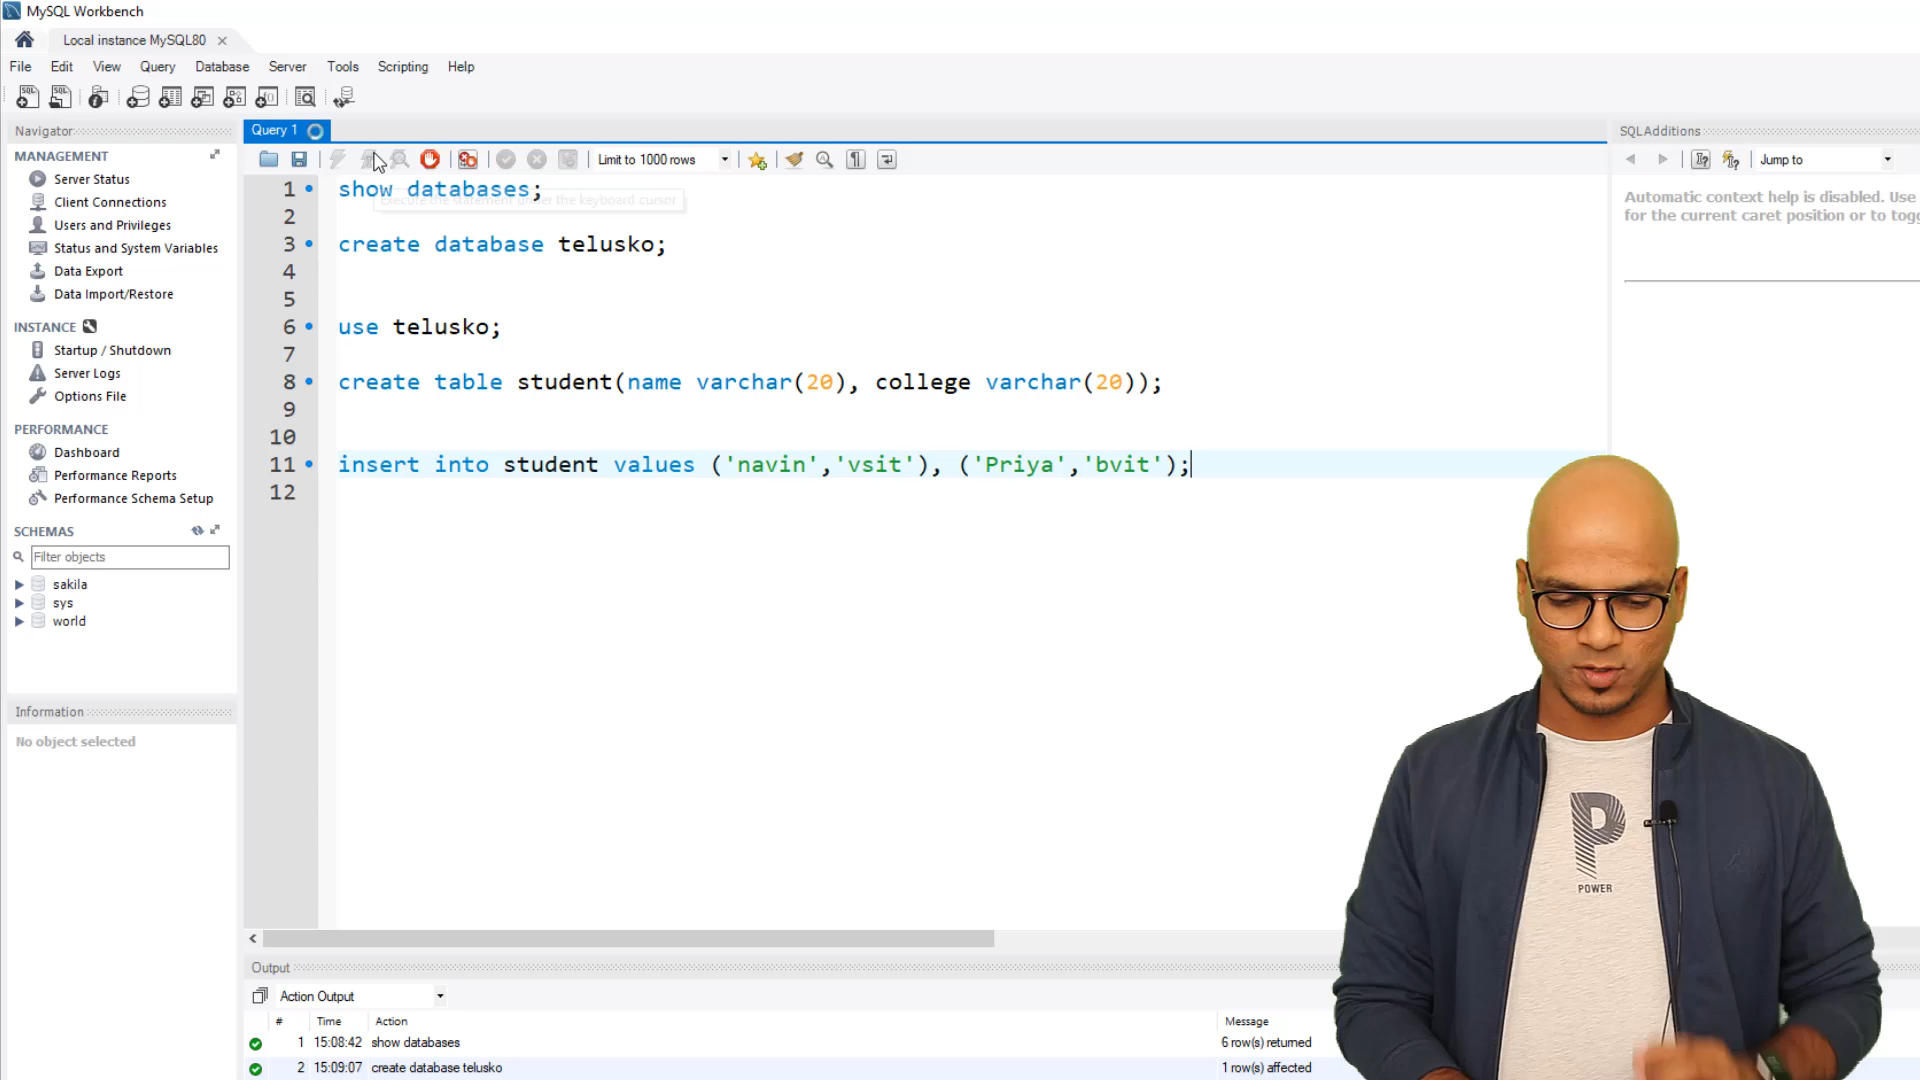 MySQL Workbench
Local instance MySQL80
File Edit View Query Database Server Tools Scripting Help
Navigator
MANAGEMENT
Server Status
Client Connections
Users and Privileges
Status and System Variables
Data Export
Data Import/Restore
INSTANCE
Startup / Shutdown
Server Logs
Options File
PERFORMANCE
Dashboard
Performance Reports
Performance Schema Setup
SCHEMAS
Filter objects
sakila
sys
world
Information
No object selected
Query 1
Limit to 1000 rows
1 show databases;
Execute the statement under the keyboard cursor
2
3 create database telusko;
4
5
6 use telusko;
7
8 create table student(name varchar(20), college varchar(20));
9
10
11 insert into student values ('navin','vsit'), ('Priya','bvit');
12
SQLAdditions
Jump to
Automatic context help is disabled. Use
for the current caret position or to togg
Output
Action Output
# Time Action Message
1 15:08:42 show databases 6 row(s) returned
2 15:09:07 create database telusko 1 row(s) affected
P
POWER